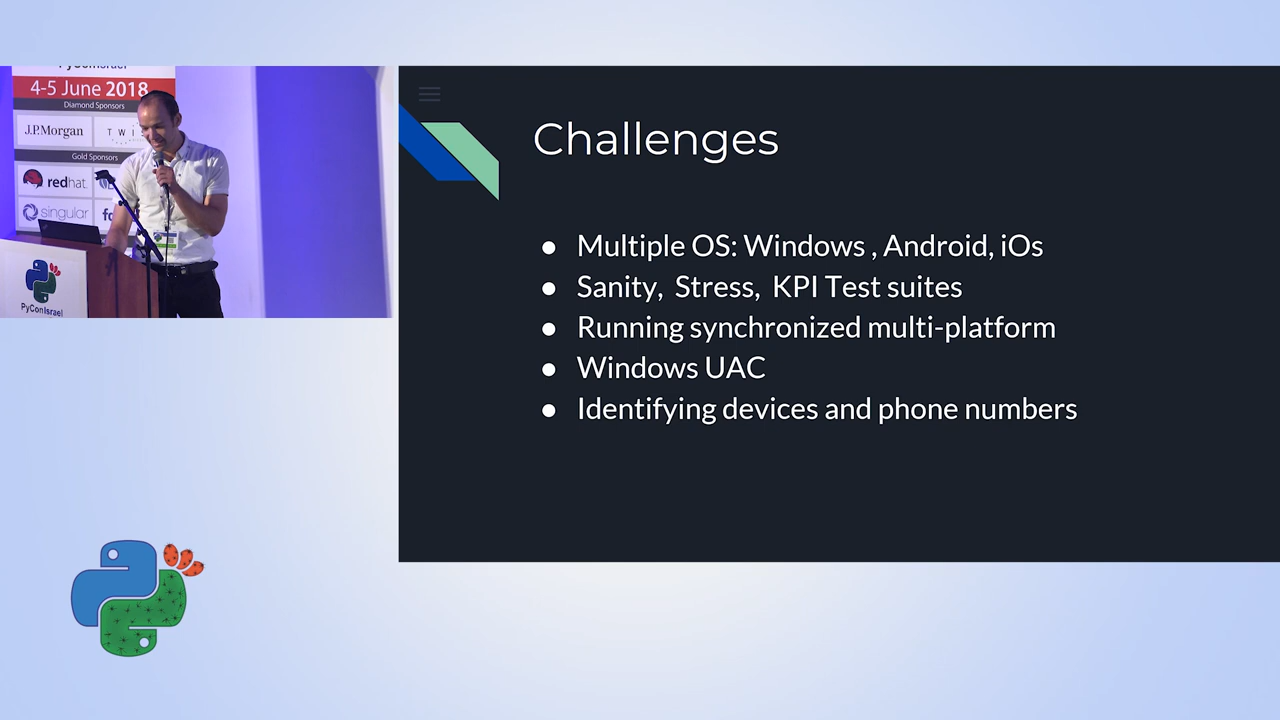 PyConIsrael
4-5 June 2018
Diamond Sponsors
J.P.Morgan
Gold Sponsors
redhat.
singular
PyConIsrael
Challenges
● Multiple OS: Windows , Android, iOs
● Sanity, Stress, KPI Test suites
● Running synchronized multi-platform
● Windows UAC
● Identifying devices and phone numbers